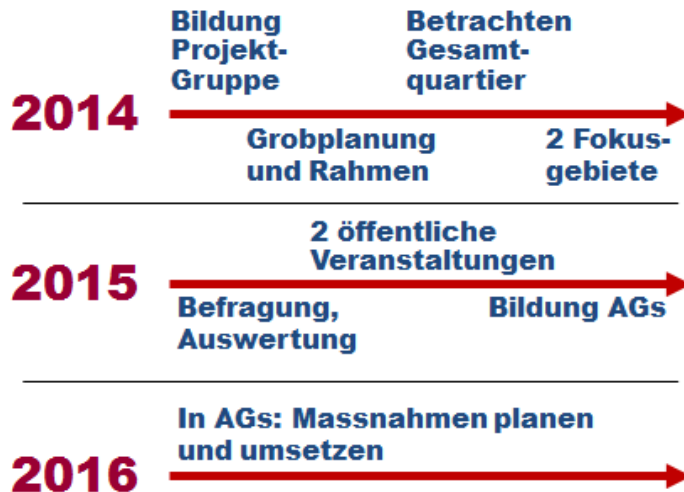 Bildung
Projekt-
Gruppe
Betrachten
Gesamt-
quartier
2014
Grobplanung
und Rahmen
2 Fokus-
gebiete
2 öffentliche
Veranstaltungen
2015
Befragung,
Auswertung
Bildung AGs
In AGs: Massnahmen planen
und umsetzen
2016